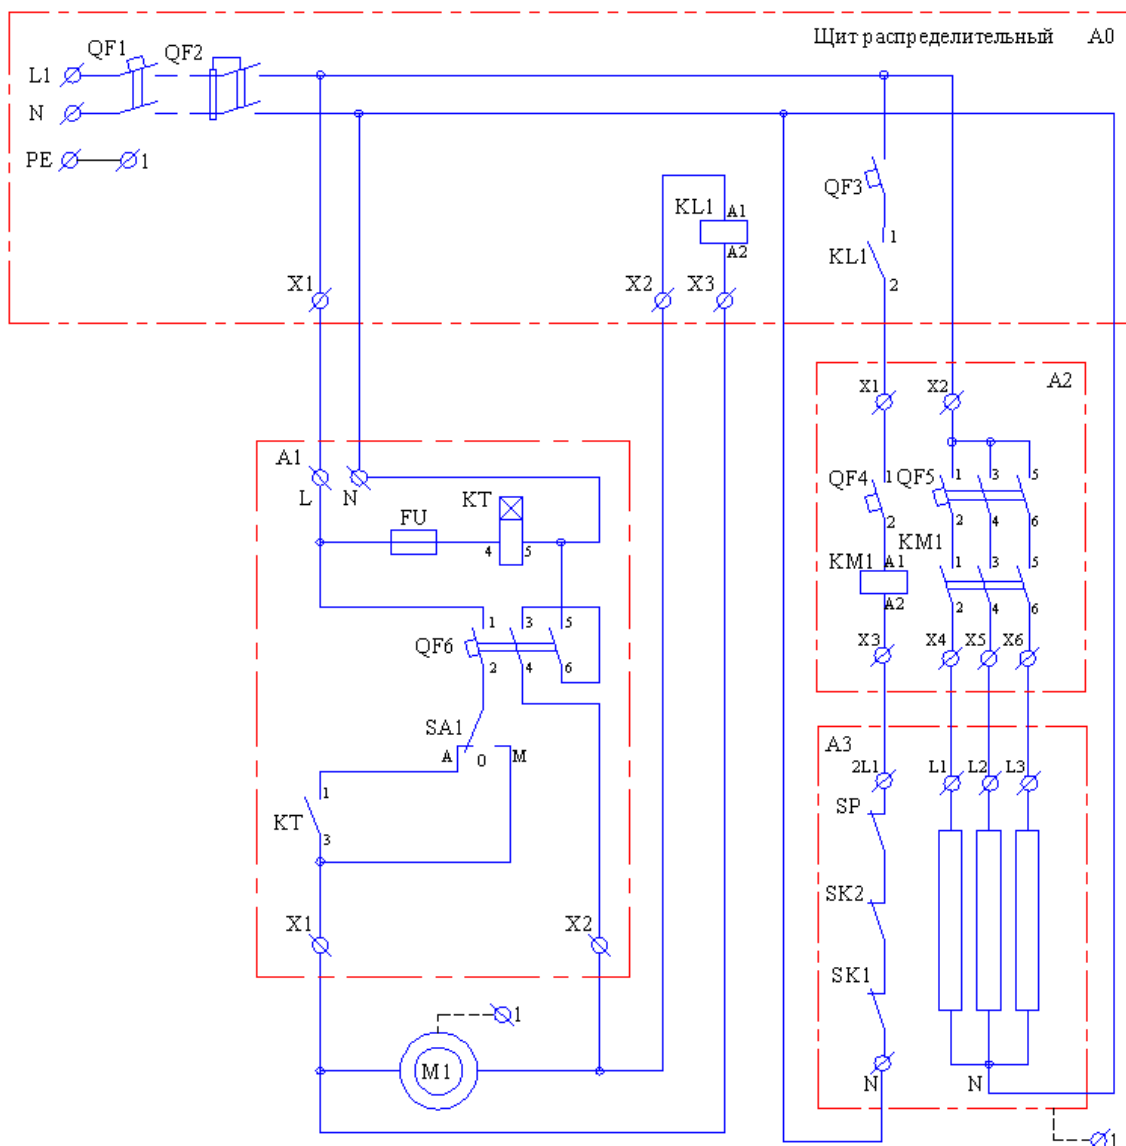 Щит распределительный A0
QF1 QF2
L1
N
PE 1
QF3
KL1 A1
A2
1
KL1
2
X1 X2 X3
X1 X2 A2
A1
L N KT
FU
4 5
QF4 1 QF5 1 3 5
2 2 4 6
KM1
KM1 A1 1 3 5
A2 2 4 6
1 3 5
QF6
2 4 6
X3 X4 X5 X6
SA1
A 0 M
A3
2L1 L1 L2 L3
1
KT
3
SP
SK2
X1 X2
SK1
1
M1
N N
1